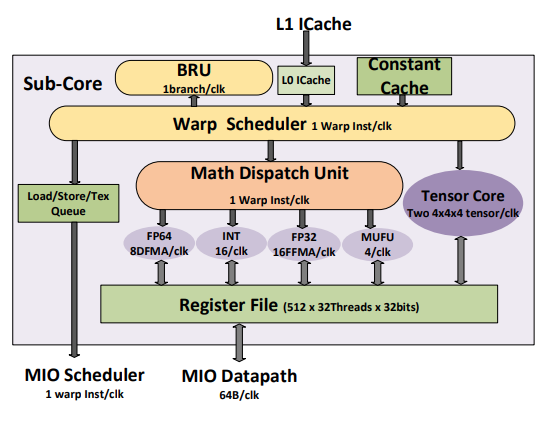 L1 ICache
Sub-Core
BRU
1branch/clk
L0 ICache
Constant
Cache
Warp Scheduler 1 Warp Inst/clk
Math Dispatch Unit
1 Warp Inst/clk
Load/Store/Tex
Queue
Tensor Core
Two 4x4x4 tensor/clk
FP64
8DFMA/clk
INT
16/clk
FP32
16FFMA/clk
MUFU
4/clk
Register File (512 x 32Threads x 32bits)
MIO Scheduler
1 warp Inst/clk
MIO Datapath
64B/clk